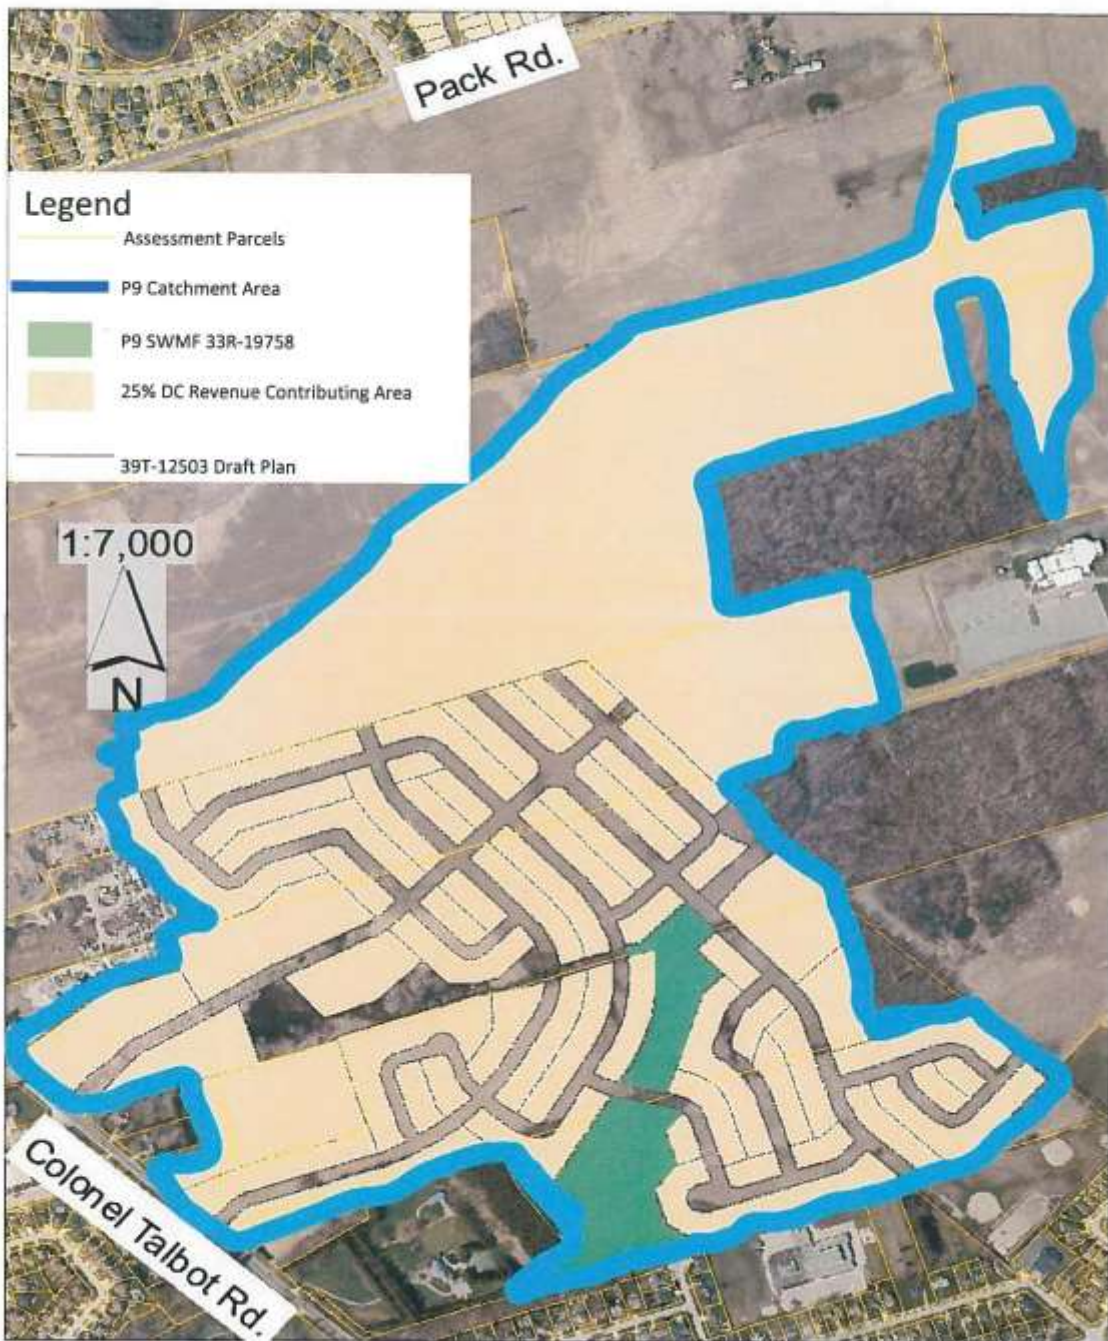 Pack Rd.
Legend
Assessment Parcels
P9 Catchment Area
P9 SWMF 33R-19758
25% DC Revenue Contributing Area
39T-12503 Draft Plan
1:7,000
N
Colonel Talbot Rd.